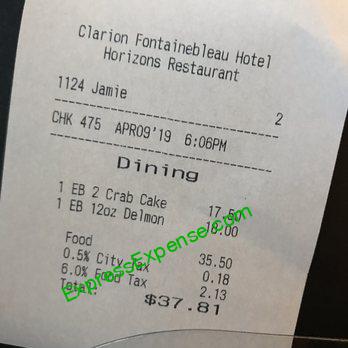 Clarion Fontainebleau Hotel
Horizons Restaurant
1124 Jamie 2
CHK 475 APR09'19 6:06PM
Dining
1 EB 2 Crab Cake 17.50
1 EB 12oz Delmon 18.00
Food 35.50
0.5% City Tax 0.18
6.0% Food Tax 2.13
Total: $37.81
ExpressExpense.com